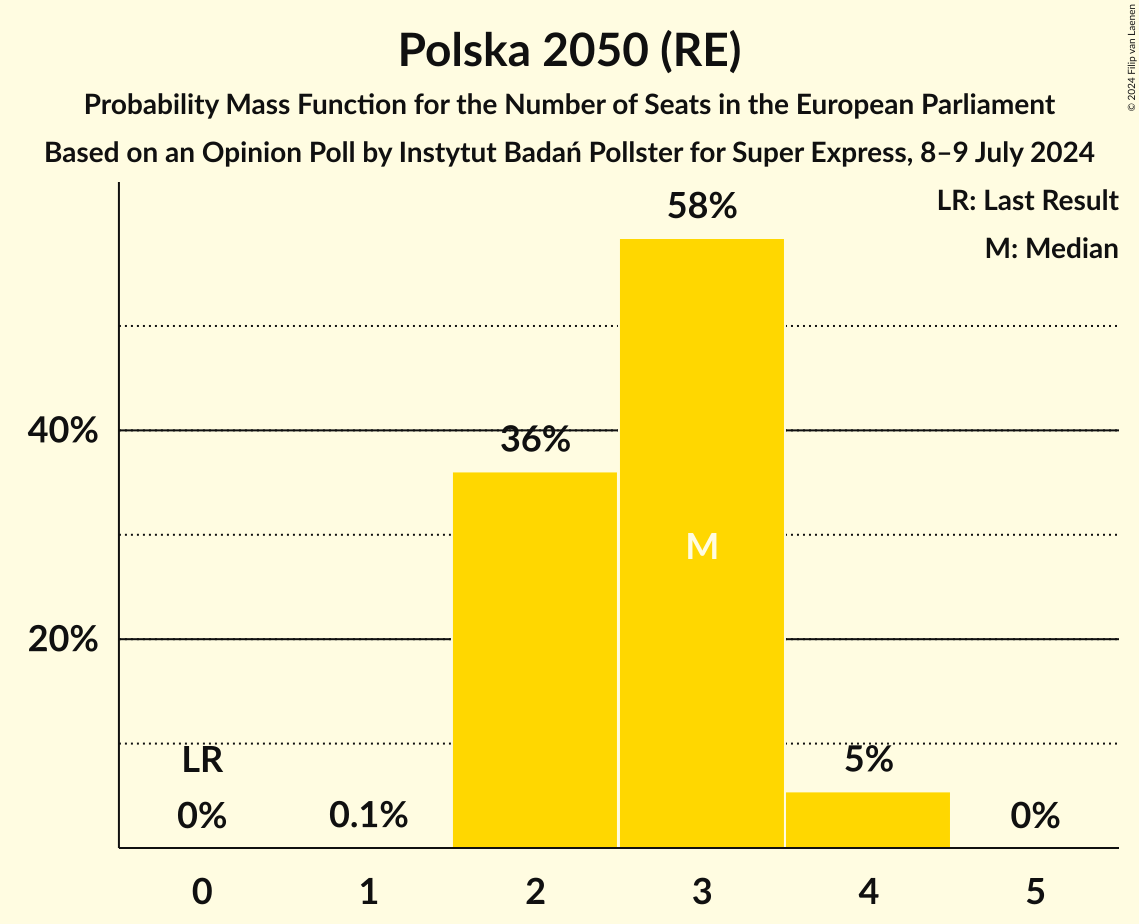 Polska 2050 (RE)
Probability Mass Function for the Number of Seats in the European Parliament
Based on an Opinion Poll by Instytut Badań Pollster for Super Express, 8–9 July 2024
© 2024 Filip van Laenen
LR: Last Result
M: Median
58%
40%
36%
M
20%
LR
5%
0%
0.1%
0%
0 1 2 3 4 5